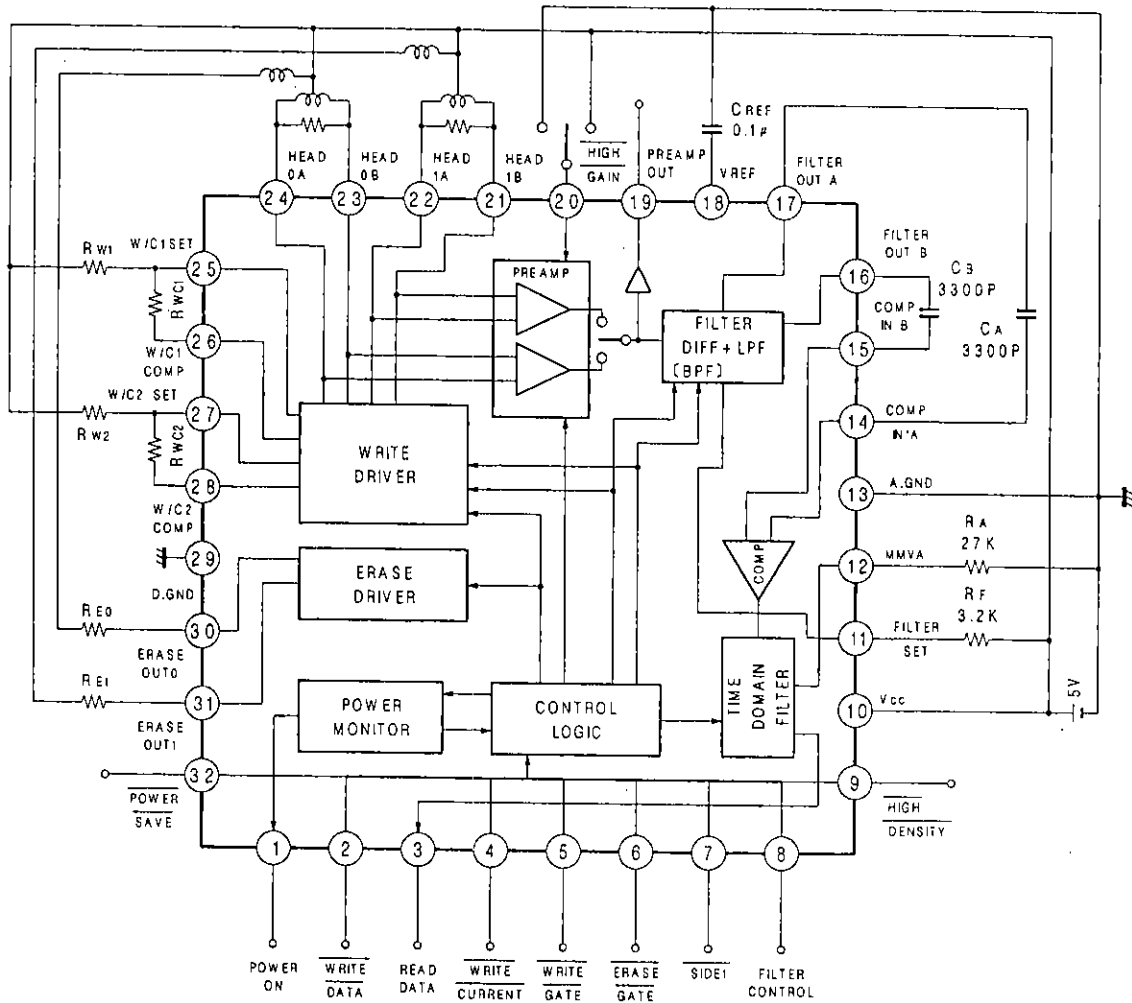 CREF
0.1μ
HEAD
0A
HEAD
0B
HEAD
1A
HEAD
1B
HIGH
GAIN
PREAMP
OUT
VREF
FILTER
OUT A
24
23
22
21
20
19
18
17
RW1
W/C1SET
25
RWC1
26
W/C1
COMP
W/C2 SET
27
RW2
RWC2
28
W/C2
COMP
29
D.GND
RE0
30
ERASE
OUT0
RE1
31
ERASE
OUT1
32
POWER
SAVE
PREAMP
FILTER
DIFF + LPF
(BPF)
WRITE
DRIVER
ERASE
DRIVER
POWER
MONITOR
CONTROL
LOGIC
COMP
TIME
DOMAIN
FILTER
FILTER
OUT B
16
CB
3300P
COMP
IN B
15
CA
3300P
14
COMP
IN'A
13
A.GND
RA
27K
12
MMVA
RF
3.2K
11
FILTER
SET
10
Vcc
5V
9
HIGH
DENSITY
1
2
3
4
5
6
7
8
POWER
ON
WRITE
DATA
READ
DATA
WRITE
CURRENT
WRITE
GATE
ERASE
GATE
SIDE1
FILTER
CONTROL